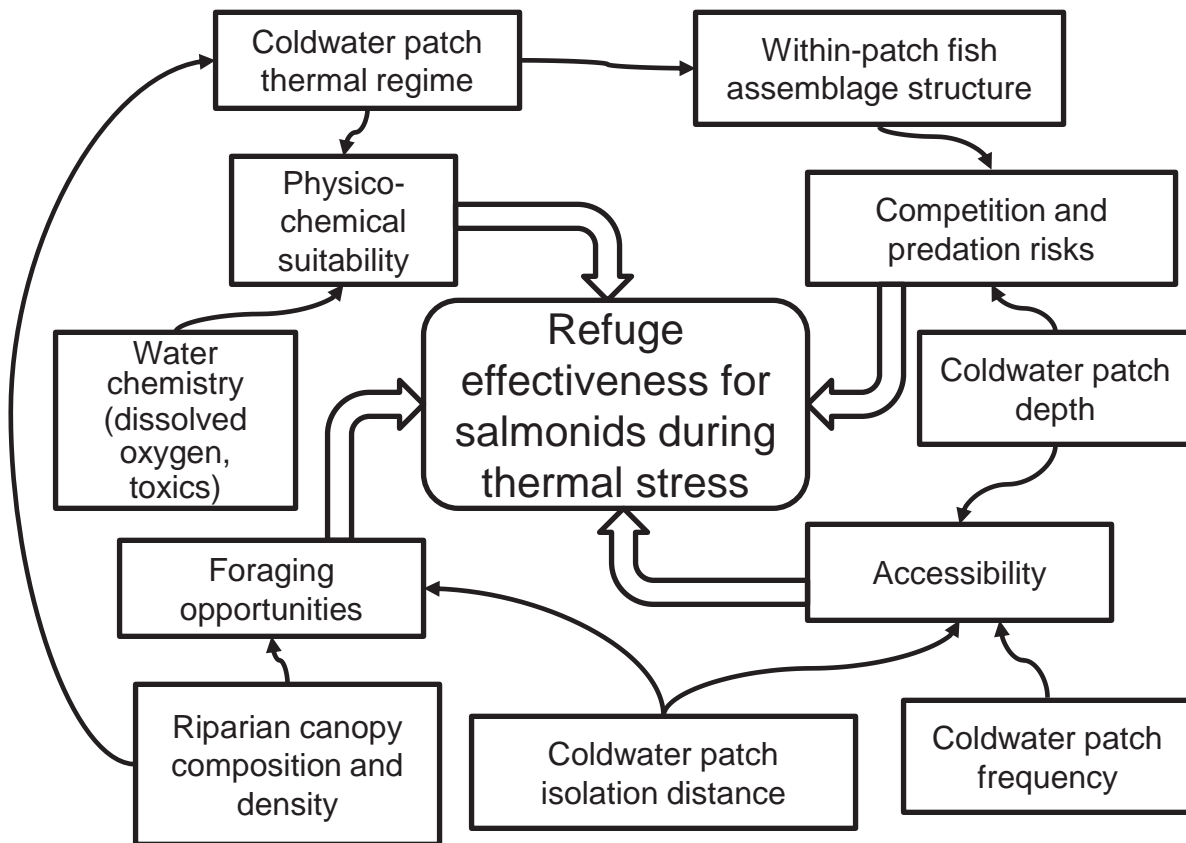 Coldwater patch
thermal regime
Within-patch fish
assemblage structure
Physico-
chemical
suitability
Competition and
predation risks
Water
chemistry
(dissolved
oxygen,
toxics)
Refuge
effectiveness for
salmonids during
thermal stress
Coldwater patch
depth
Foraging
opportunities
Accessibility
Riparian canopy
composition and
density
Coldwater patch
isolation distance
Coldwater patch
frequency